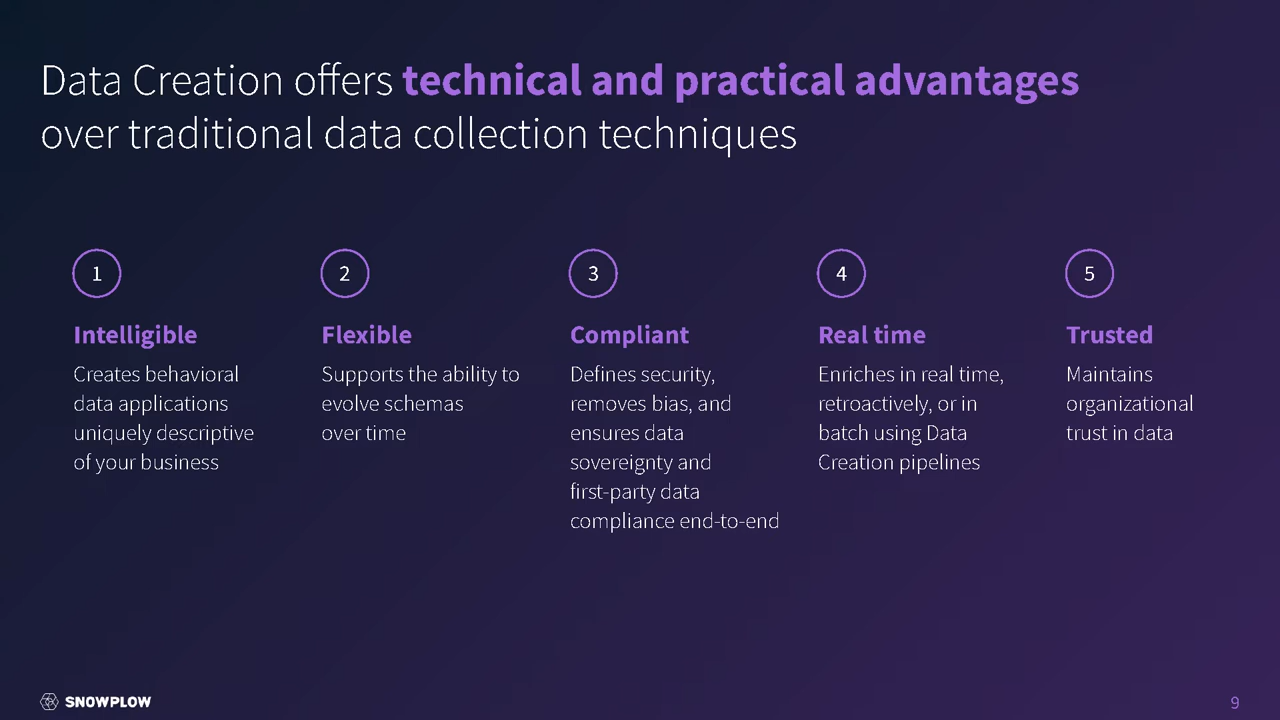 Data Creation offers technical and practical advantages
over traditional data collection techniques
1
Intelligible
Creates behavioral
data applications
uniquely descriptive
of your business
2
Flexible
Supports the ability to
evolve schemas
over time
3
Compliant
Defines security,
removes bias, and
ensures data
sovereignty and
first-party data
compliance end-to-end
4
Real time
Enriches in real time,
retroactively, or in
batch using Data
Creation pipelines
5
Trusted
Maintains
organizational
trust in data
SNOWPLOW
9